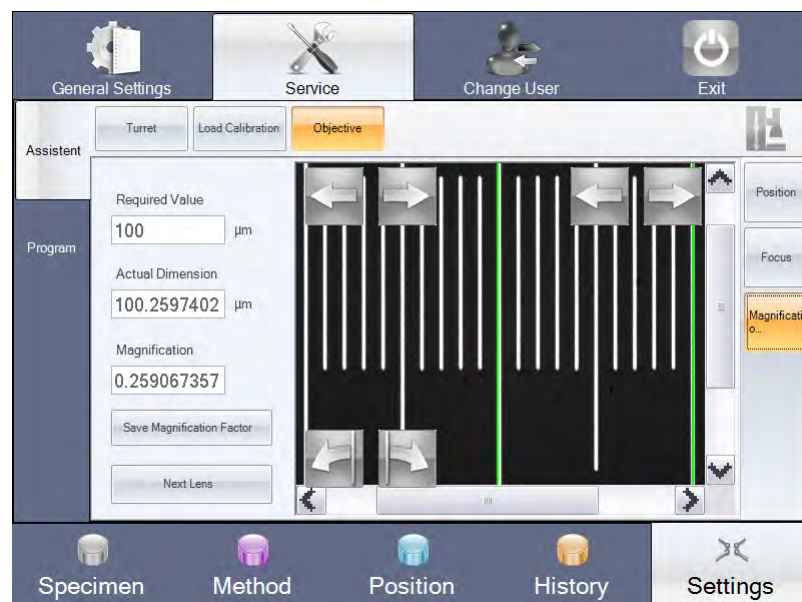 General Settings
Service
Change User
Exit
Assistent
Turret
Load Calibration
Objective
Program
Required Value
100 µm
Actual Dimension
100.2597402 µm
Magnification
0.259067357
Save Magnification Factor
Next Lens
Position
Focus
Magnificati
o...
Specimen
Method
Position
History
Settings